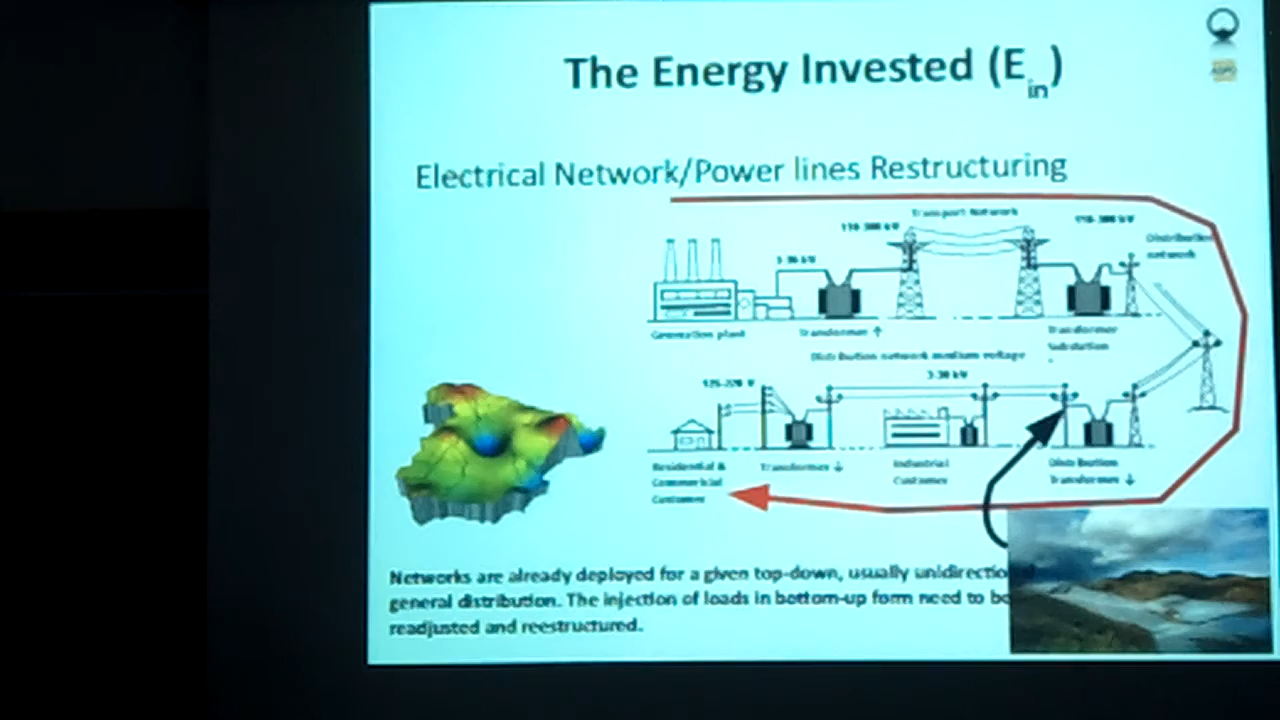 The Energy Invested (E
in
)
Electrical Network/Power lines Restructuring
Transport Network
110-380 kV
110-380 kV
Distribution
network
3-36 kV
Generation plant
Transformer ↑
Transformer
Substation
Distribution network medium voltage
125-220 V
3-30 kV
Residential &
Commercial
Customer
Transformer ↓
Industrial
Customer
Distribution
Transformer ↓
Networks are already deployed for a given top-down, usually
general distribution. The injection of loads in bottom-up form need to
readjusted and reestructured.